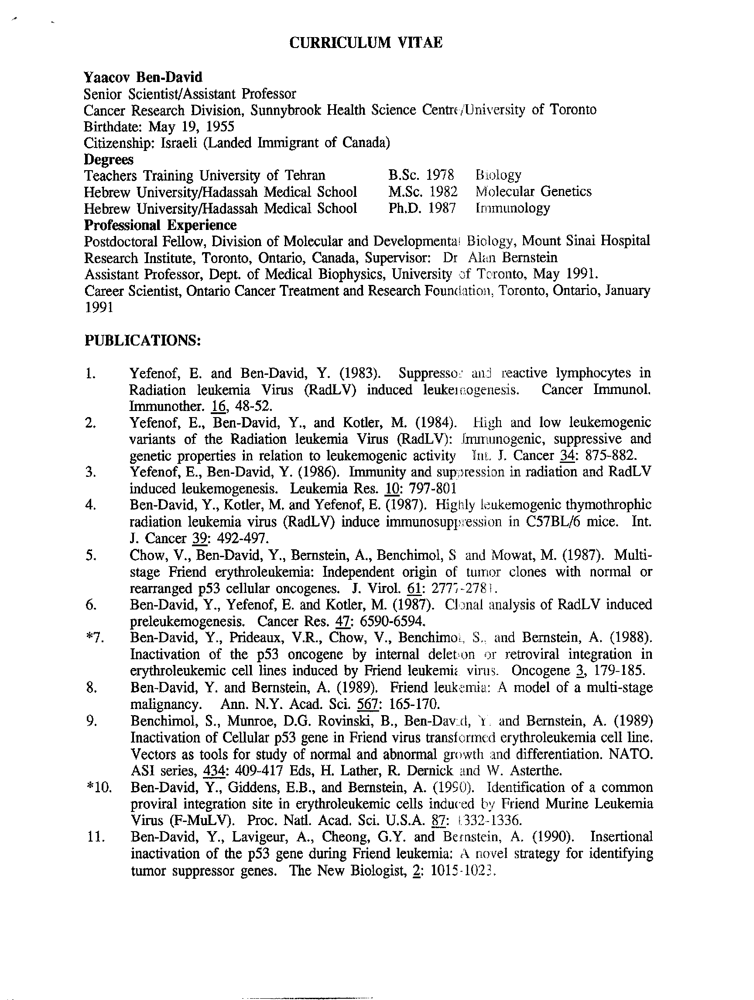 CURRICULUM VITAE
Yaacov Ben-David
Senior Scientist/Assistant Professor
Cancer Research Division, Sunnybrook Health Science Centre/University of Toronto
Birthdate: May 19, 1955
Citizenship: Israeli (Landed Immigrant of Canada)
Degrees
Teachers Training University of Tehran B.Sc. 1978 Biology
Hebrew University/Hadassah Medical School M.Sc. 1982 Molecular Genetics
Hebrew University/Hadassah Medical School Ph.D. 1987 Immunology
Professional Experience
Postdoctoral Fellow, Division of Molecular and Developmental Biology, Mount Sinai Hospital
Research Institute, Toronto, Ontario, Canada, Supervisor: Dr Alan Bernstein
Assistant Professor, Dept. of Medical Biophysics, University of Toronto, May 1991.
Career Scientist, Ontario Cancer Treatment and Research Foundation, Toronto, Ontario, January
1991
PUBLICATIONS:
1. Yefenof, E. and Ben-David, Y. (1983). Suppressor and reactive lymphocytes in
Radiation leukemia Virus (RadLV) induced leukemogenesis. Cancer Immunol.
Immunother. 16, 48-52.
2. Yefenof, E., Ben-David, Y., and Kotler, M. (1984). High and low leukemogenic
variants of the Radiation leukemia Virus (RadLV): Immunogenic, suppressive and
genetic properties in relation to leukemogenic activity Int. J. Cancer 34: 875-882.
3. Yefenof, E., Ben-David, Y. (1986). Immunity and suppression in radiation and RadLV
induced leukemogenesis. Leukemia Res. 10: 797-801
4. Ben-David, Y., Kotler, M. and Yefenof, E. (1987). Highly leukemogenic thymothrophic
radiation leukemia virus (RadLV) induce immunosuppression in C57BL/6 mice. Int.
J. Cancer 39: 492-497.
5. Chow, V., Ben-David, Y., Bernstein, A., Benchimol, S and Mowat, M. (1987). Multi-
stage Friend erythroleukemia: Independent origin of tumor clones with normal or
rearranged p53 cellular oncogenes. J. Virol. 61: 2777-2781.
6. Ben-David, Y., Yefenof, E. and Kotler, M. (1987). Clonal analysis of RadLV induced
preleukemogenesis. Cancer Res. 47: 6590-6594.
*7. Ben-David, Y., Prideaux, V.R., Chow, V., Benchimol, S., and Bernstein, A. (1988).
Inactivation of the p53 oncogene by internal deletion or retroviral integration in
erythroleukemic cell lines induced by Friend leukemia virus. Oncogene 3, 179-185.
8. Ben-David, Y. and Bernstein, A. (1989). Friend leukemia: A model of a multi-stage
malignancy. Ann. N.Y. Acad. Sci. 567: 165-170.
9. Benchimol, S., Munroe, D.G. Rovinski, B., Ben-David, Y. and Bernstein, A. (1989)
Inactivation of Cellular p53 gene in Friend virus transformed erythroleukemia cell line.
Vectors as tools for study of normal and abnormal growth and differentiation. NATO.
ASI series, 434: 409-417 Eds, H. Lather, R. Dernick and W. Asterthe.
*10. Ben-David, Y., Giddens, E.B., and Bernstein, A. (1990). Identification of a common
proviral integration site in erythroleukemic cells induced by Friend Murine Leukemia
Virus (F-MuLV). Proc. Natl. Acad. Sci. U.S.A. 87: 1332-1336.
11. Ben-David, Y., Lavigeur, A., Cheong, G.Y. and Bernstein, A. (1990). Insertional
inactivation of the p53 gene during Friend leukemia: A novel strategy for identifying
tumor suppressor genes. The New Biologist, 2: 1015-1023.